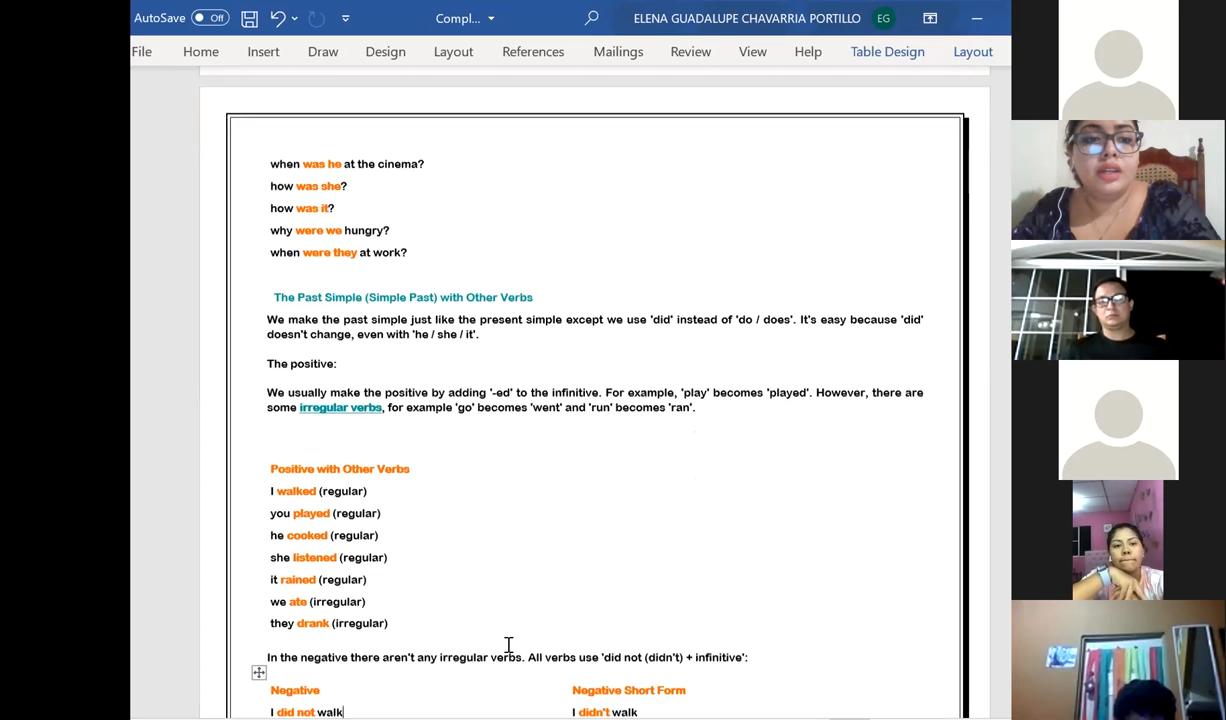 AutoSave Off Compl... ELENA GUADALUPE CHAVARRIA PORTILLO EG
File Home Insert Draw Design Layout References Mailings Review View Help Table Design Layout
when was he at the cinema?
how was she?
how was it?
why were we hungry?
when were they at work?
The Past Simple (Simple Past) with Other Verbs
We make the past simple just like the present simple except we use 'did' instead of 'do / does'. It's easy because 'did'
doesn't change, even with 'he / she / it'.
The positive:
We usually make the positive by adding '-ed' to the infinitive. For example, 'play' becomes 'played'. However, there are
some irregular verbs, for example 'go' becomes 'went' and 'run' becomes 'ran'.
Positive with Other Verbs
I walked (regular)
you played (regular)
he cooked (regular)
she listened (regular)
it rained (regular)
we ate (irregular)
they drank (irregular)
In the negative there aren't any irregular verbs. All verbs use 'did not (didn't) + infinitive':
Negative Negative Short Form
I did not walk I didn't walk